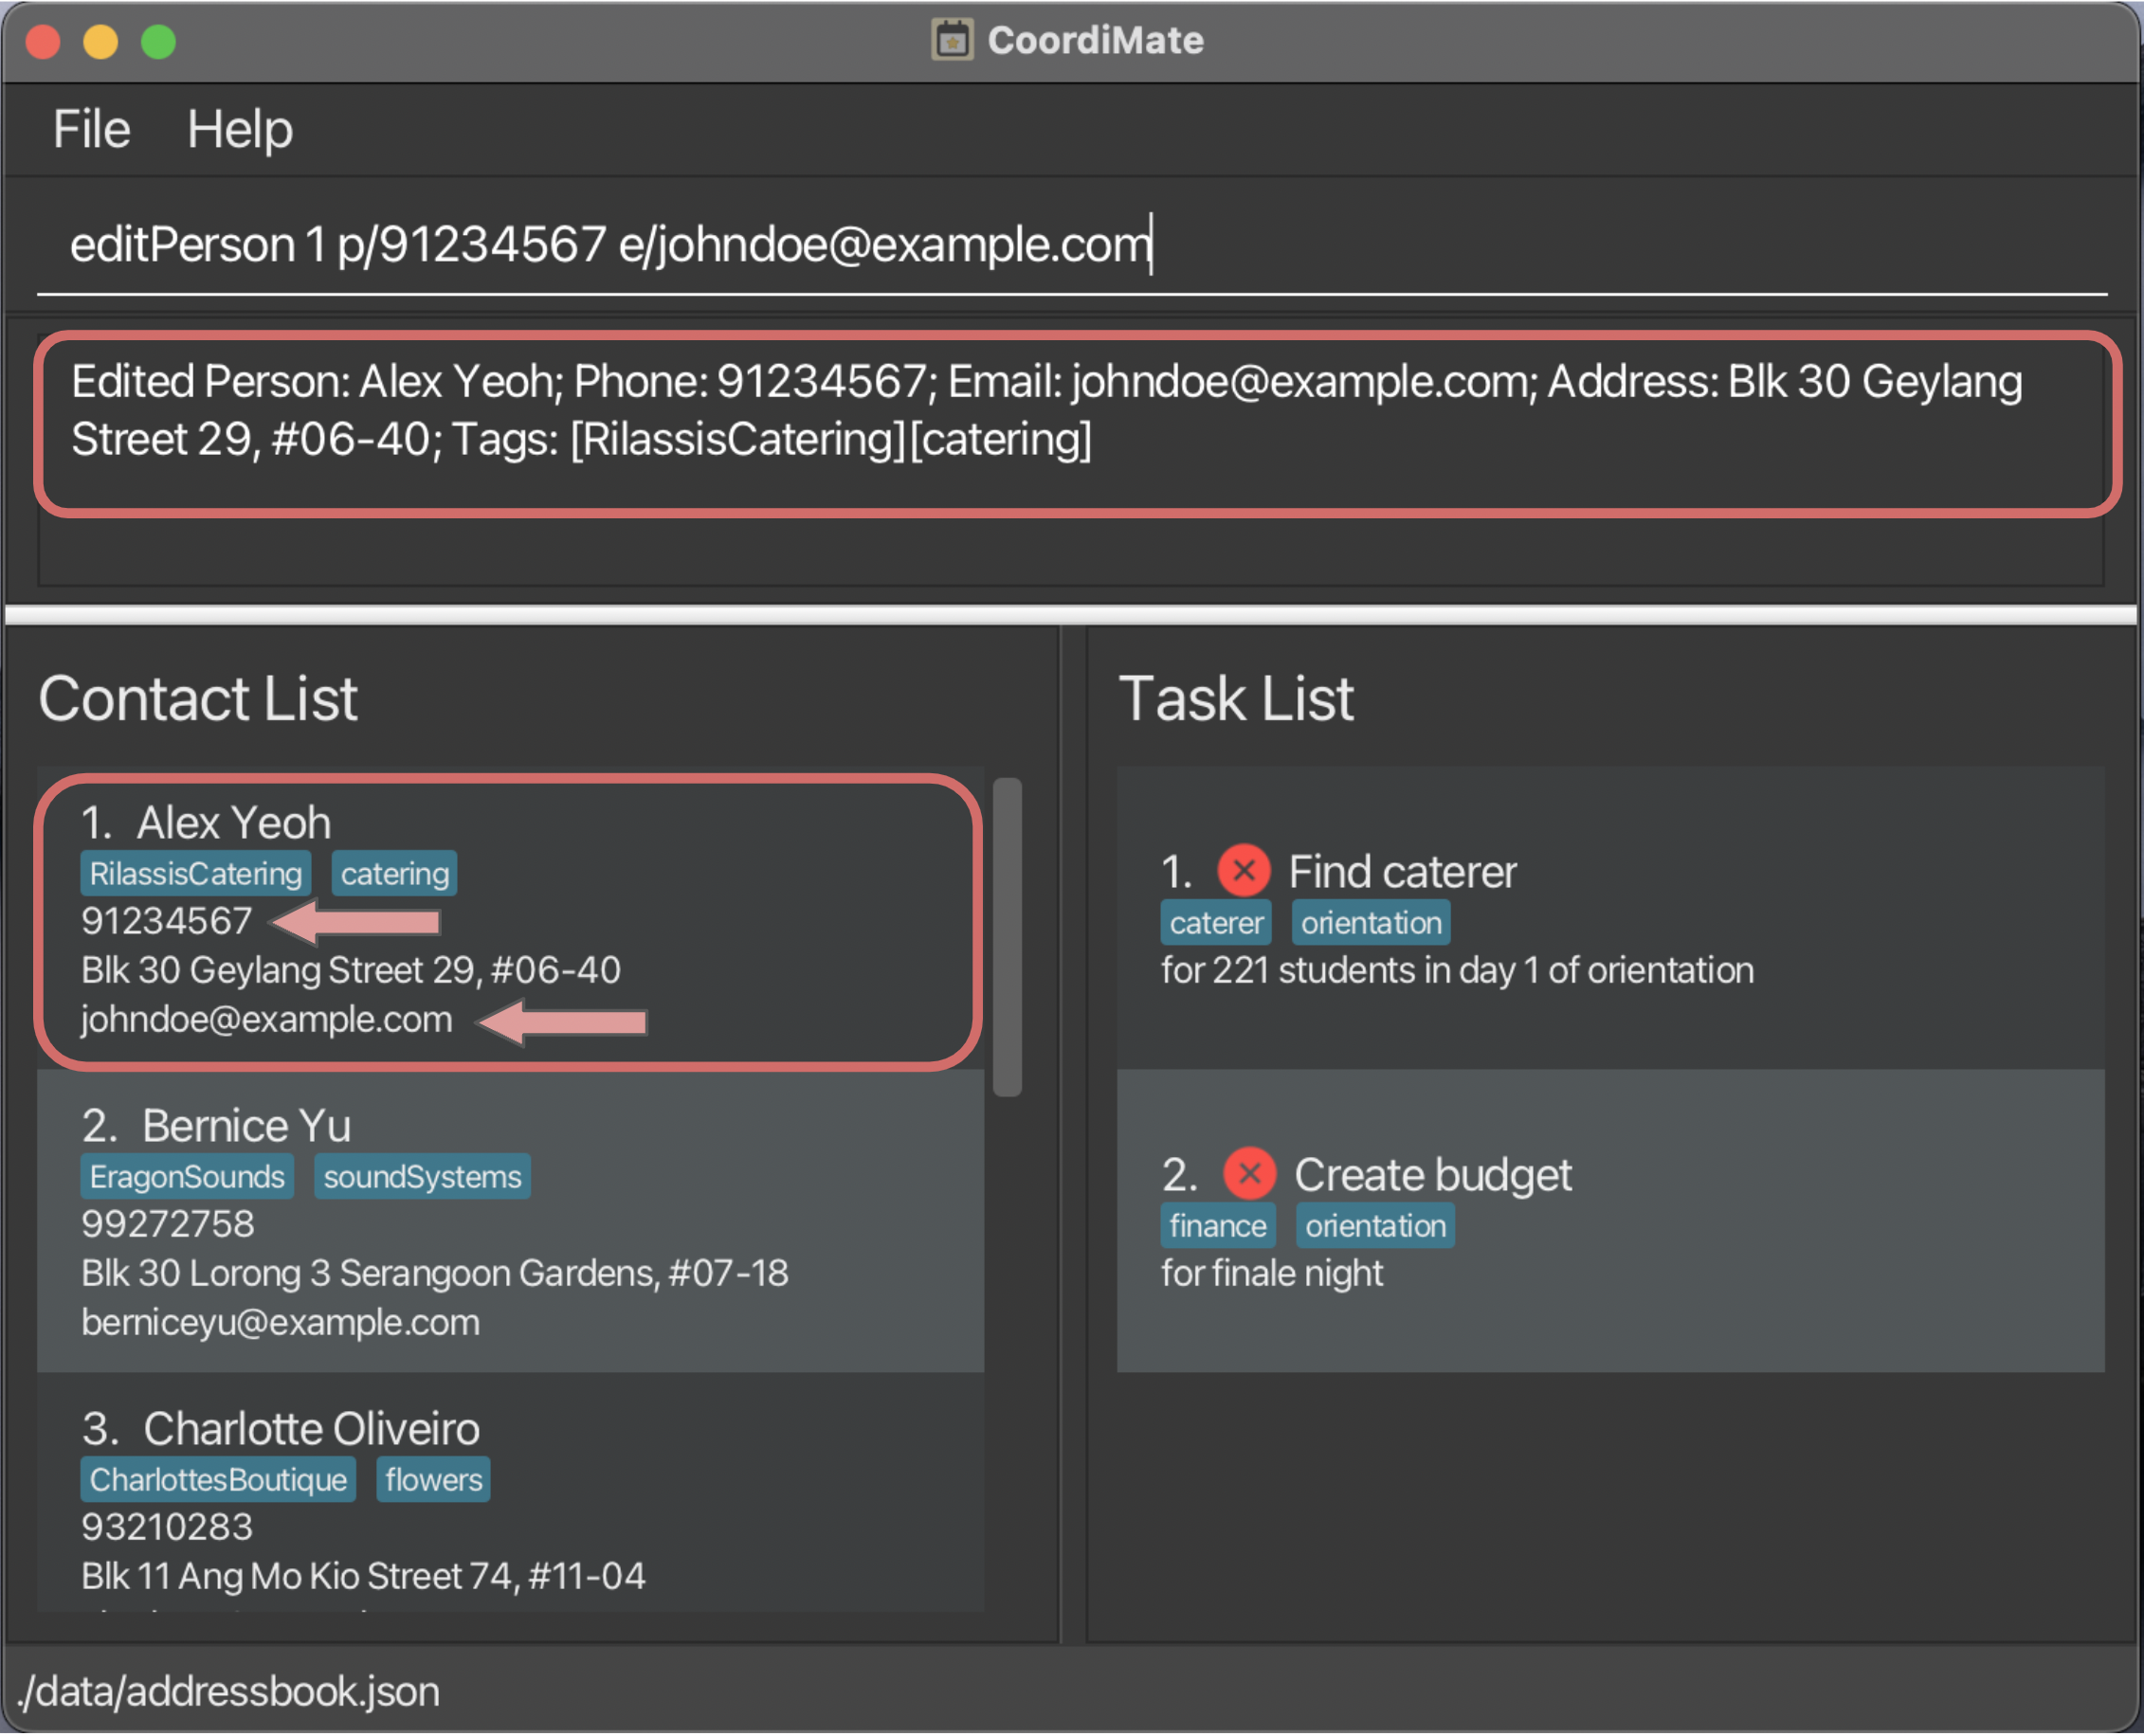 CoordiMate
File Help
editPerson 1 p/91234567 e/johndoe@example.com
Edited Person: Alex Yeoh; Phone: 91234567; Email: johndoe@example.com; Address: Blk 30 Geylang
Street 29, #06-40; Tags: [RilassisCatering][catering]
Contact List
1. Alex Yeoh
RilassisCatering catering
91234567
Blk 30 Geylang Street 29, #06-40
johndoe@example.com
2. Bernice Yu
EragonSounds soundSystems
99272758
Blk 30 Lorong 3 Serangoon Gardens, #07-18
berniceyu@example.com
3. Charlotte Oliveiro
CharlottesBoutique flowers
93210283
Blk 11 Ang Mo Kio Street 74, #11-04
Task List
1. Find caterer
caterer orientation
for 221 students in day 1 of orientation
2. Create budget
finance orientation
for finale night
./data/addressbook.json